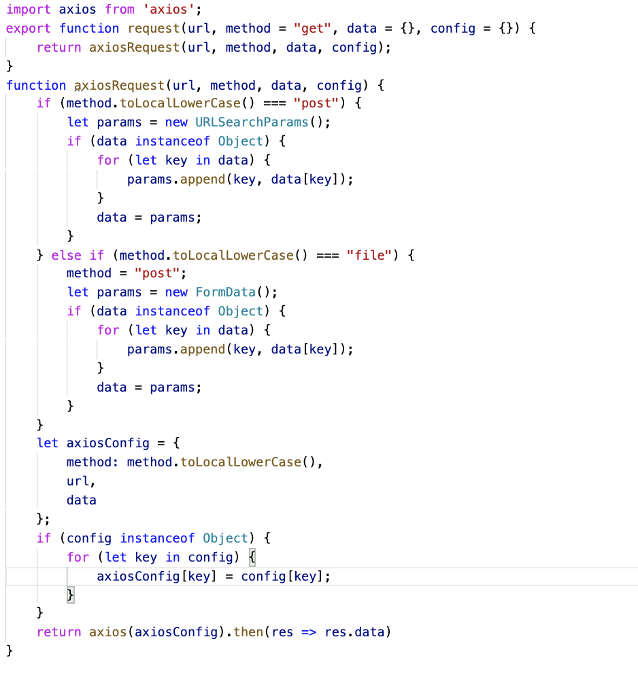 import axios from 'axios';
export function request(url, method = "get", data = {}, config = {}) {
    return axiosRequest(url, method, data, config);
}
function axiosRequest(url, method, data, config) {
    if (method.toLocalLowerCase() === "post") {
        let params = new URLSearchParams();
        if (data instanceof Object) {
            for (let key in data) {
                params.append(key, data[key]);
            }
            data = params;
        }
    } else if (method.toLocalLowerCase() === "file") {
        method = "post";
        let params = new FormData();
        if (data instanceof Object) {
            for (let key in data) {
                params.append(key, data[key]);
            }
            data = params;
        }
    }
    let axiosConfig = {
        method: method.toLocalLowerCase(),
        url,
        data
    };
    if (config instanceof Object) {
        for (let key in config) {
            axiosConfig[key] = config[key];
        }
    }
    return axios(axiosConfig).then(res => res.data)
}